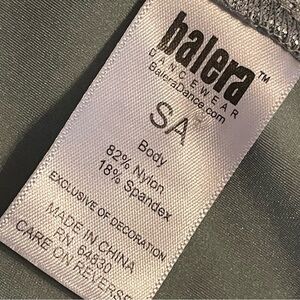 balera™
DANCEWEAR
BaleraDance.com
SA
Body
82% Nylon
18% Spandex
EXCLUSIVE OF DECORATION
MADE IN CHINA
RN 64830
CARE ON REVERSE